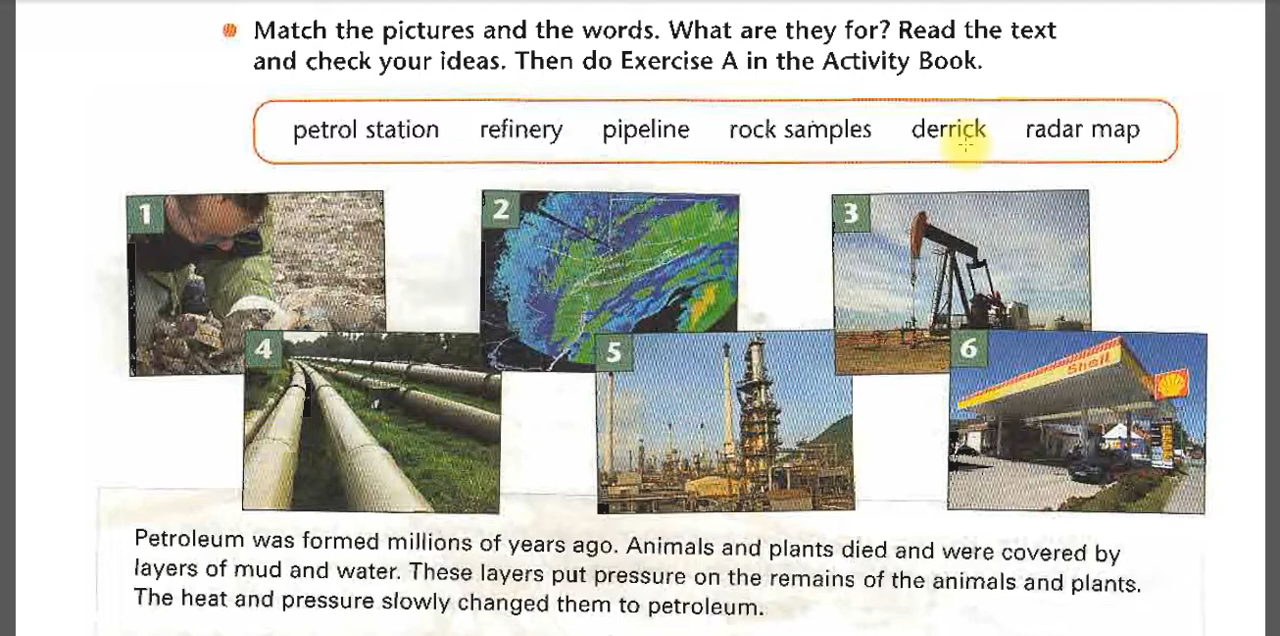 Match the pictures and the words. What are they for? Read the text
and check your ideas. Then do Exercise A in the Activity Book.
petrol station refinery pipeline rock samples derrick radar map
1
2
3
4
5
6
Shell
Petroleum was formed millions of years ago. Animals and plants died and were covered by
layers of mud and water. These layers put pressure on the remains of the animals and plants.
The heat and pressure slowly changed them to petroleum.